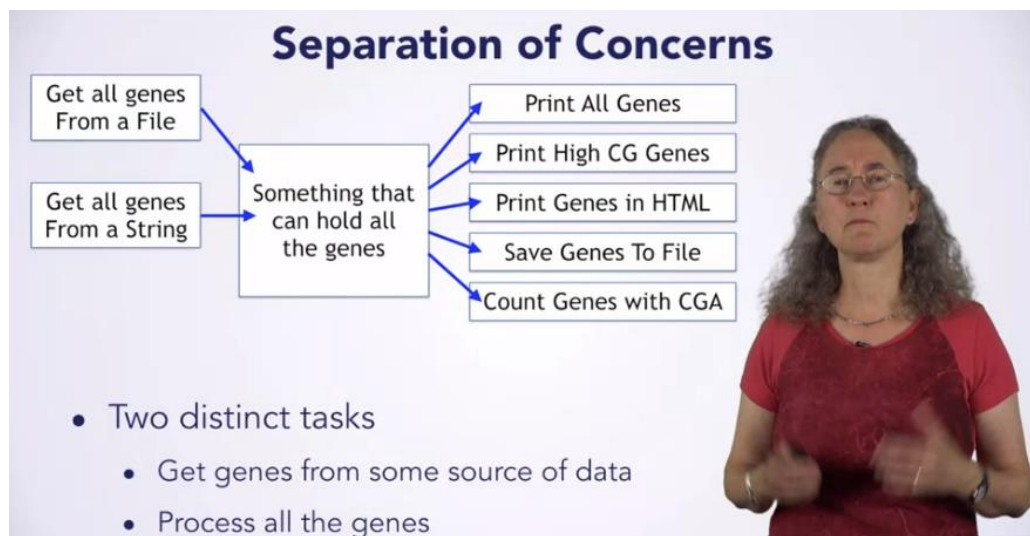 Separation of Concerns
Get all genes
From a File
Get all genes
From a String
Something that
can hold all
the genes
Print All Genes
Print High CG Genes
Print Genes in HTML
Save Genes To File
Count Genes with CGA
• Two distinct tasks
• Get genes from some source of data
• Process all the genes